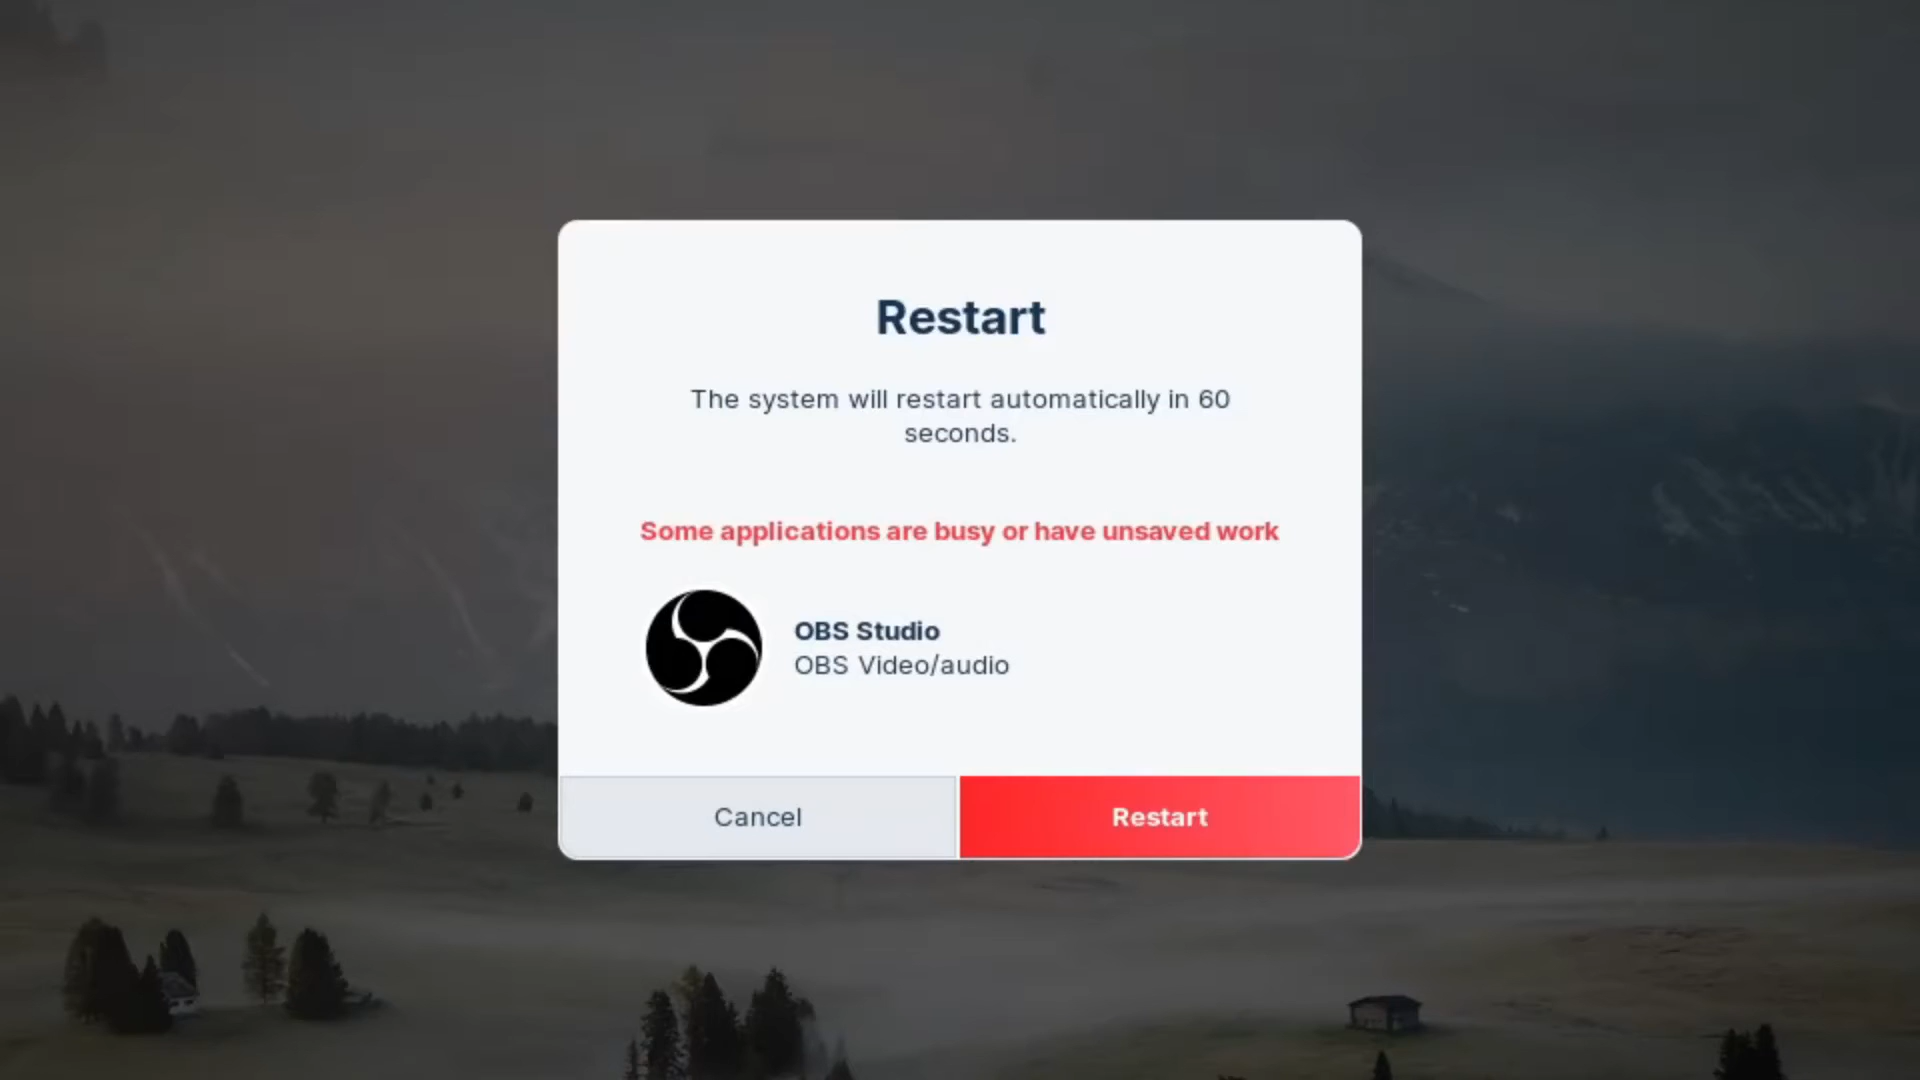 Restart
The system will restart automatically in 60
seconds.
Some applications are busy or have unsaved work
OBS Studio
OBS Video/audio
Cancel
Restart